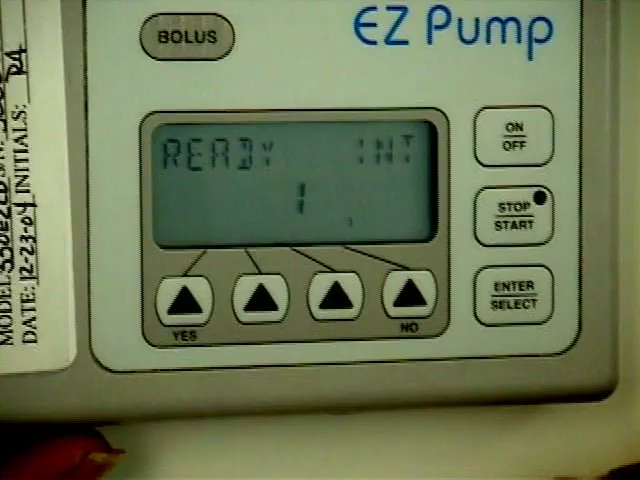 EZ Pump
BOLUS
READY INT
1
ON
OFF
STOP
START
ENTER
SELECT
YES
NO
MODEL:
DATE: 12-23-04 INITIALS: